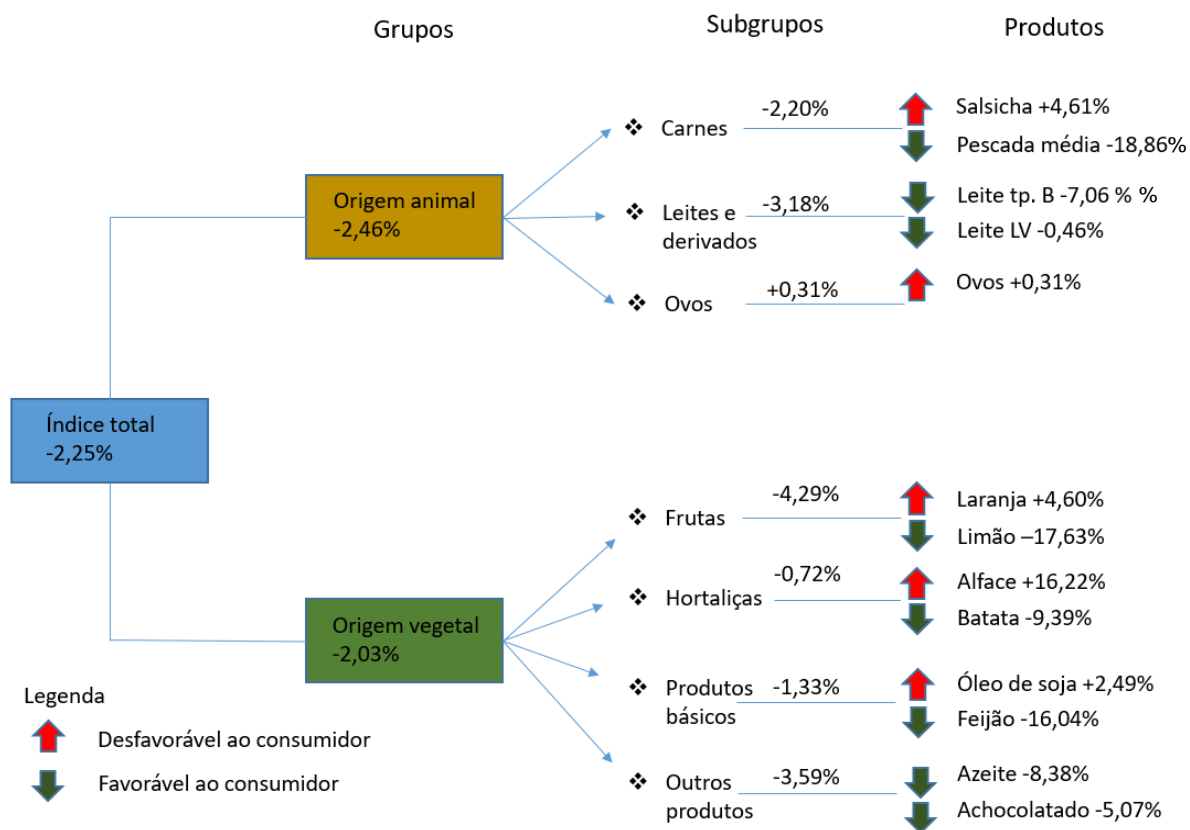 Grupos
Subgrupos
Produtos
Índice total
-2,25%
Origem animal
-2,46%
❖ Carnes
-2,20%
Salsicha +4,61%
Pescada média -18,86%
❖ Leites e
derivados
-3,18%
Leite tp. B -7,06 % %
Leite LV -0,46%
❖ Ovos
+0,31%
Ovos +0,31%
Origem vegetal
-2,03%
❖ Frutas
-4,29%
Laranja +4,60%
Limão –17,63%
❖ Hortaliças
-0,72%
Alface +16,22%
Batata -9,39%
❖ Produtos
básicos
-1,33%
Óleo de soja +2,49%
Feijão -16,04%
❖ Outros
produtos
-3,59%
Azeite -8,38%
Achocolatado -5,07%
Legenda
Desfavorável ao consumidor
Favorável ao consumidor